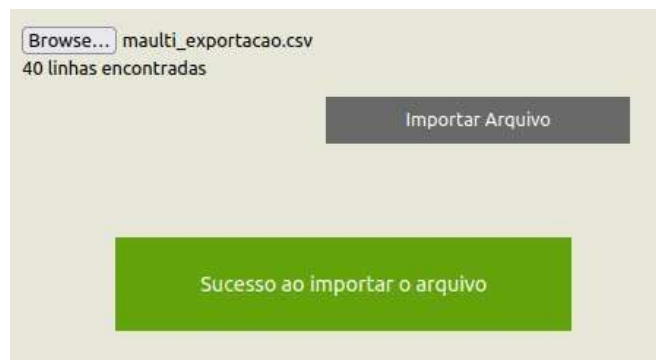 Browse... maulti_exportacao.csv
40 linhas encontradas
Importar Arquivo
Sucesso ao importar o arquivo